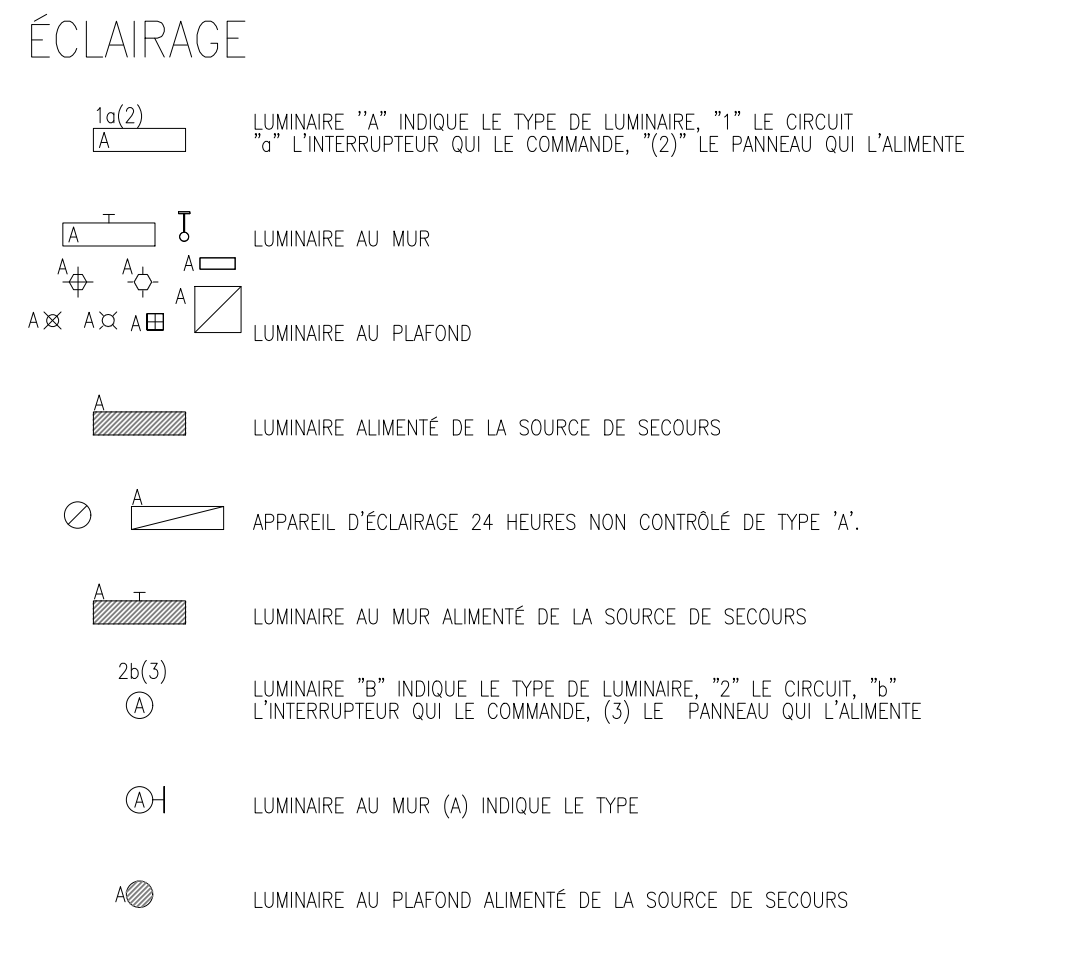 ÉCLAIRAGE
1a(2)
A
LUMINAIRE ''A" INDIQUE LE TYPE DE LUMINAIRE, "1" LE CIRCUIT
"a" L'INTERRUPTEUR QUI LE COMMANDE, "(2)" LE PANNEAU QUI L'ALIMENTE
A
LUMINAIRE AU MUR
A A A
A
A A A
LUMINAIRE AU PLAFOND
A
LUMINAIRE ALIMENTÉ DE LA SOURCE DE SECOURS
A
APPAREIL D'ÉCLAIRAGE 24 HEURES NON CONTRÔLÉ DE TYPE 'A'.
A
LUMINAIRE AU MUR ALIMENTÉ DE LA SOURCE DE SECOURS
2b(3)
A
LUMINAIRE "B" INDIQUE LE TYPE DE LUMINAIRE, "2" LE CIRCUIT, "b"
L'INTERRUPTEUR QUI LE COMMANDE, (3) LE PANNEAU QUI L'ALIMENTE
A
LUMINAIRE AU MUR (A) INDIQUE LE TYPE
A
LUMINAIRE AU PLAFOND ALIMENTÉ DE LA SOURCE DE SECOURS